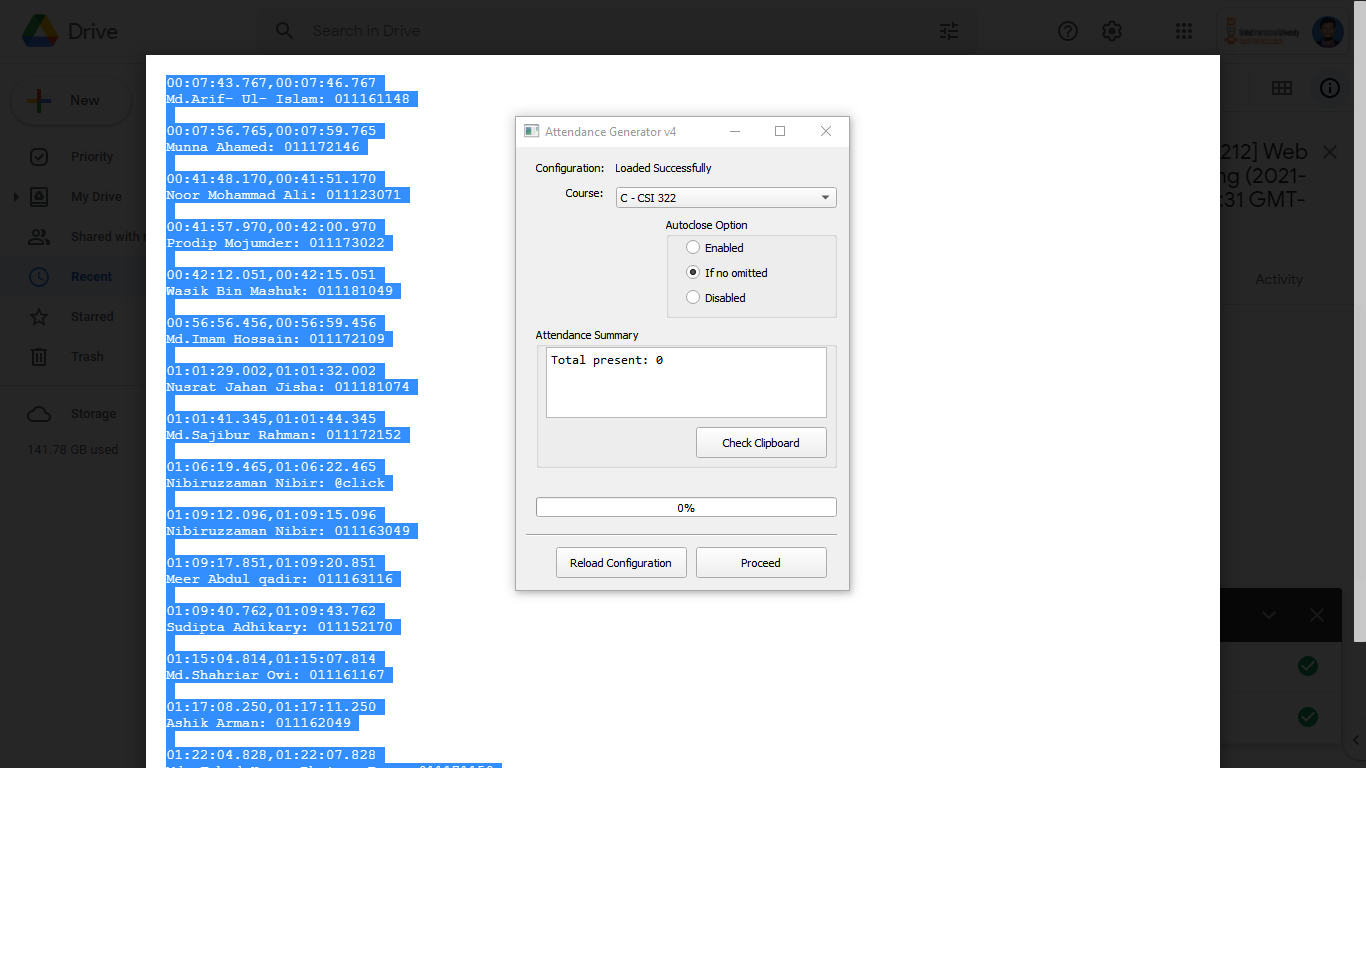 Drive
Search in Drive
New
Priority
My Drive
Shared with
Recent
Starred
Trash
Storage
141.78 GB used
00:07:43.767,00:07:46.767
Md.Arif- Ul- Islam: 011161148
00:07:56.765,00:07:59.765
Munna Ahamed: 011172146
00:41:48.170,00:41:51.170
Noor Mohammad Ali: 011123071
00:41:57.970,00:42:00.970
Prodip Mojumder: 011173022
00:42:12.051,00:42:15.051
Wasik Bin Mashuk: 011181049
00:56:56.456,00:56:59.456
Md.Imam Hossain: 011172109
01:01:29.002,01:01:32.002
Nusrat Jahan Jisha: 011181074
01:01:41.345,01:01:44.345
Md.Sajibur Rahman: 011172152
01:06:19.465,01:06:22.465
Nibiruzzaman Nibir: @click
01:09:12.096,01:09:15.096
Nibiruzzaman Nibir: 011163049
01:09:17.851,01:09:20.851
Meer Abdul qadir: 011163116
01:09:40.762,01:09:43.762
Sudipta Adhikary: 011152170
01:15:04.814,01:15:07.814
Md.Shahriar Ovi: 011161167
01:17:08.250,01:17:11.250
Ashik Arman: 011162049
01:22:04.828,01:22:07.828
Attendance Generator v4
Configuration: Loaded Successfully
Course: C - CSI 322
Autoclose Option
Enabled
If no omitted
Disabled
Attendance Summary
Total present: 0
Check Clipboard
0%
Reload Configuration Proceed
212] Web
ng (2021-
:31 GMT-
Activity